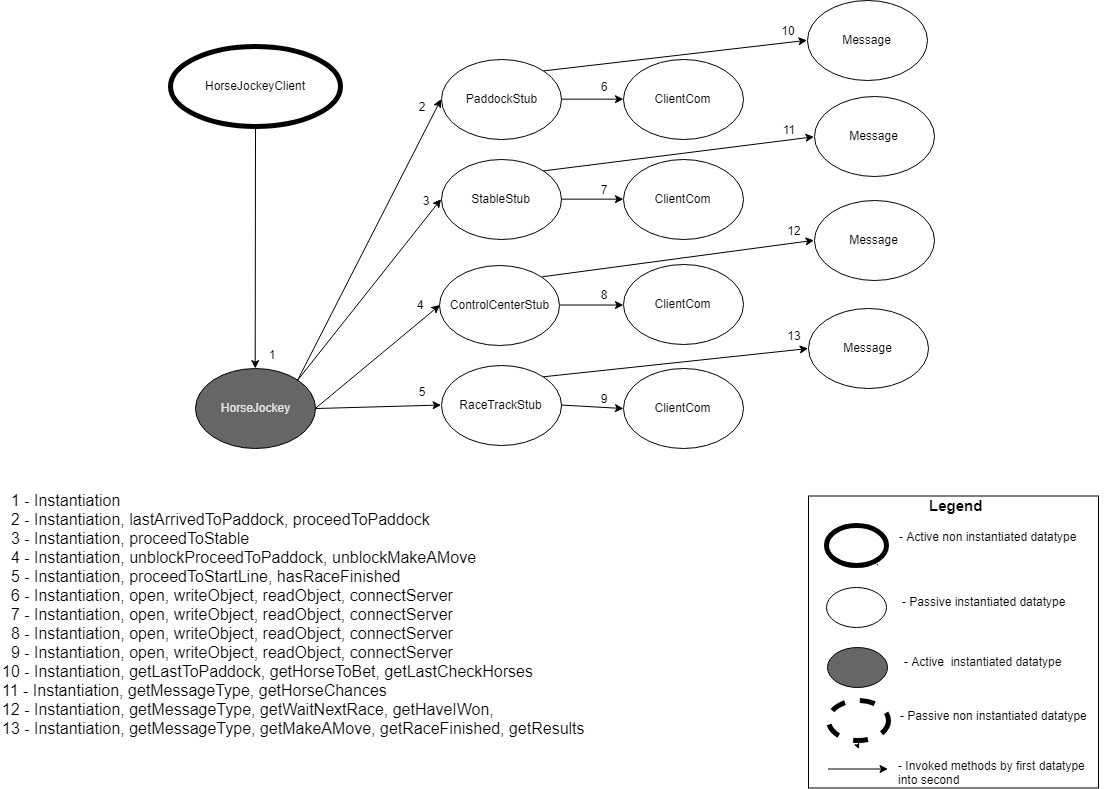 10
Message
HorseJockeyClient
2
PaddockStub
6
ClientCom
11
Message
3
StableStub
7
ClientCom
12
Message
4
ControlCenterStub
8
ClientCom
13
Message
1
HorseJockey
5
RaceTrackStub
9
ClientCom
1 - Instantiation
2 - Instantiation, lastArrivedToPaddock, proceedToPaddock
3 - Instantiation, proceedToStable
4 - Instantiation, unblockProceedToPaddock, unblockMakeAMove
5 - Instantiation, proceedToStartLine, hasRaceFinished
6 - Instantiation, open, writeObject, readObject, connectServer
7 - Instantiation, open, writeObject, readObject, connectServer
8 - Instantiation, open, writeObject, readObject, connectServer
9 - Instantiation, open, writeObject, readObject, connectServer
10 - Instantiation, getLastToPaddock, getHorseToBet, getLastCheckHorses
11 - Instantiation, getMessageType, getHorseChances
12 - Instantiation, getMessageType, getWaitNextRace, getHaveIWon,
13 - Instantiation, getMessageType, getMakeAMove, getRaceFinished, getResults
Legend
- Active non instantiated datatype
- Passive instantiated datatype
- Active instantiated datatype
- Passive non instantiated datatype
- Invoked methods by first datatype
into second